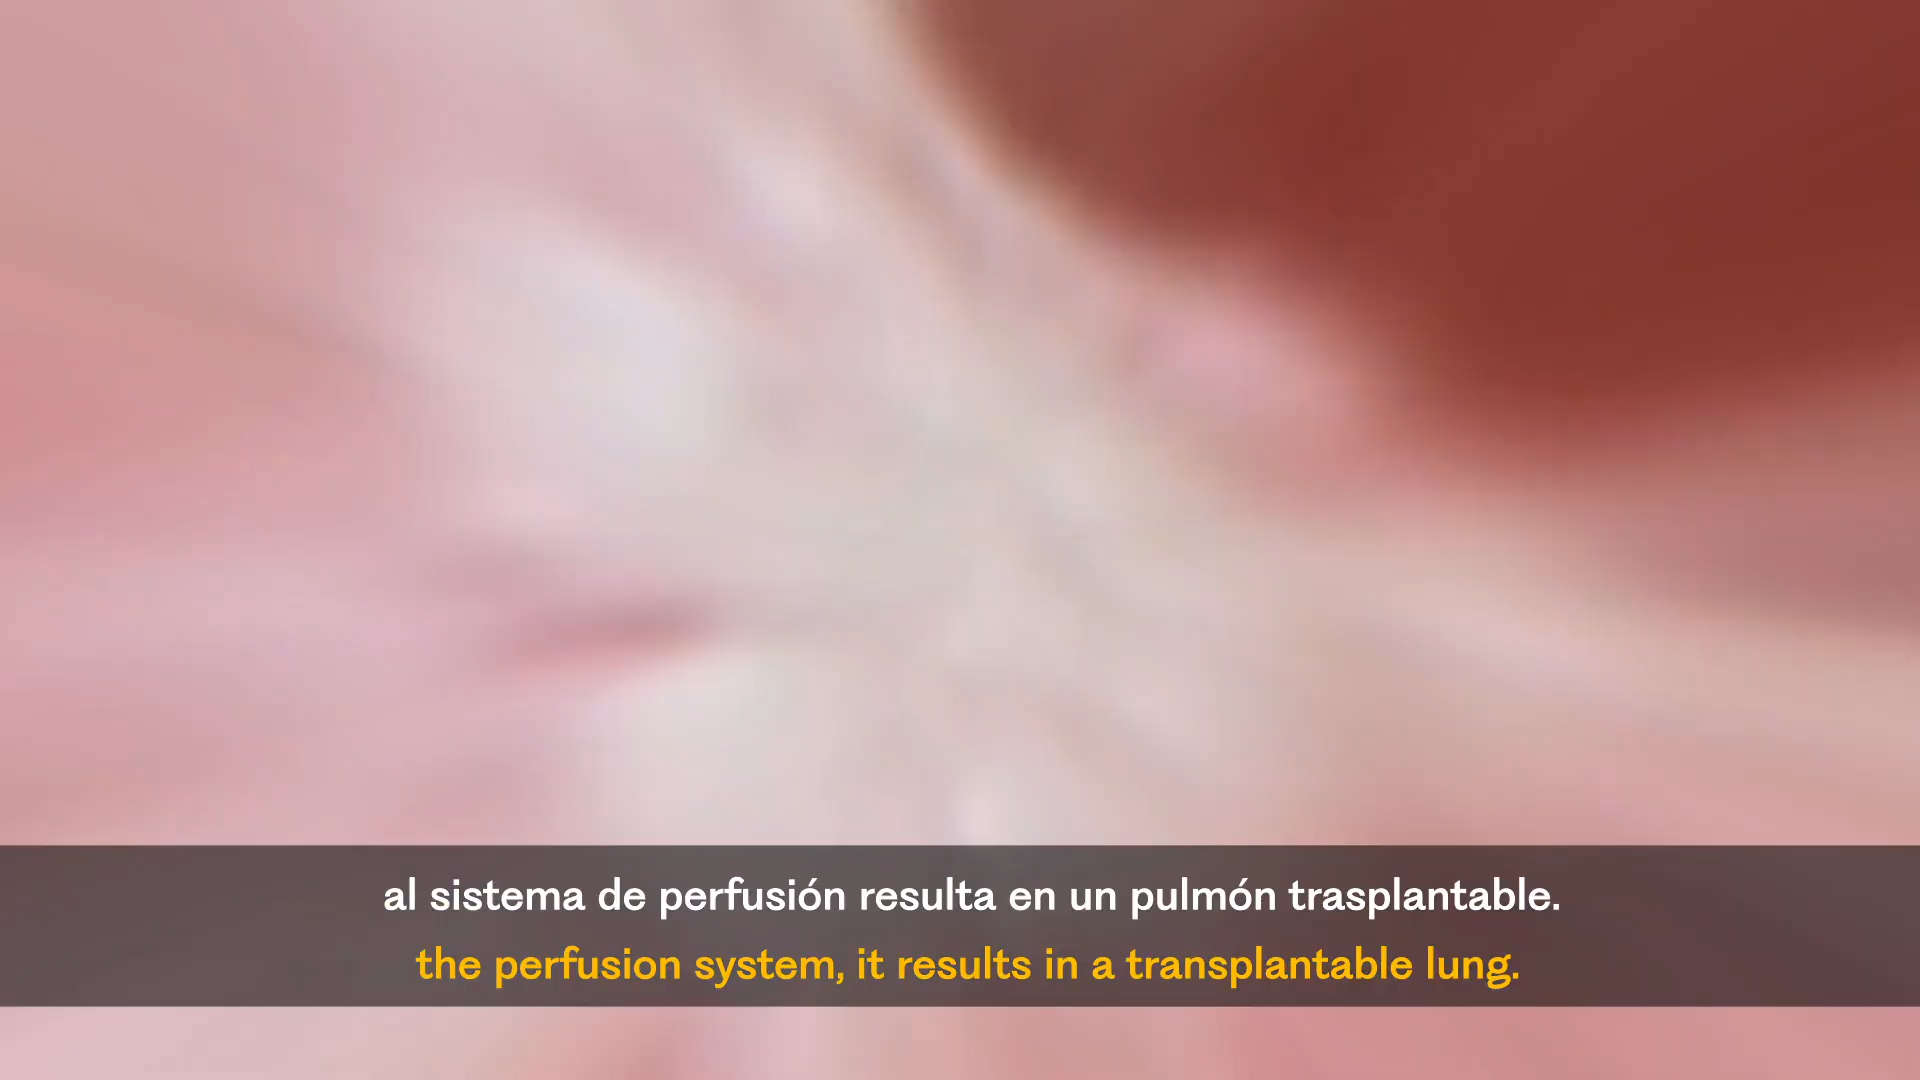 al sistema de perfusión resulta en un pulmón trasplantable.
the perfusion system, it results in a transplantable lung.